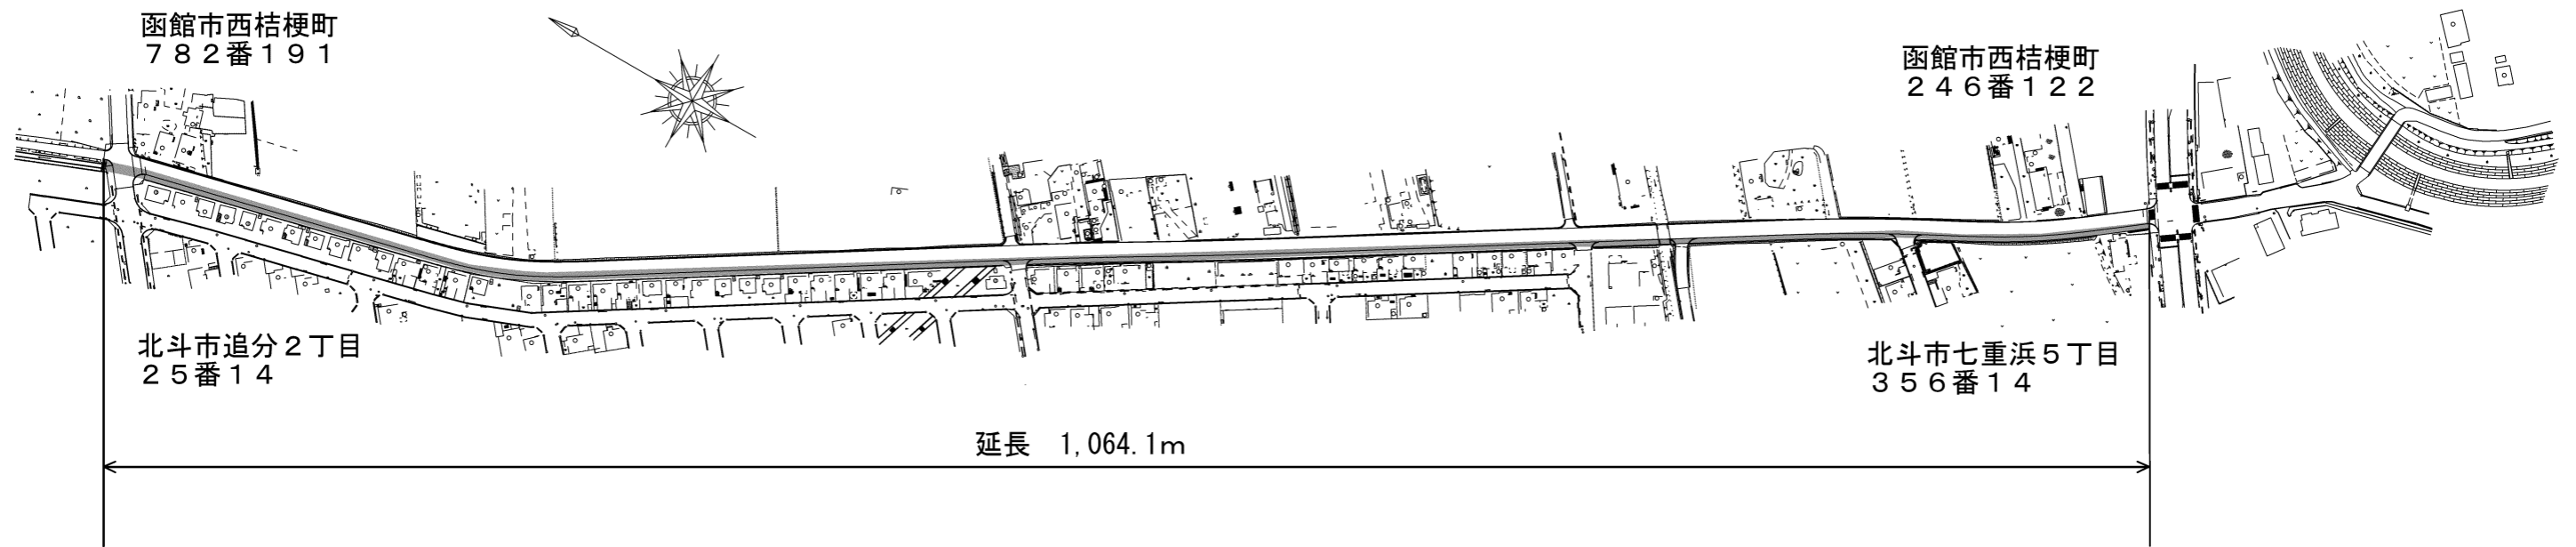 函館市西桔梗町
７８２番１９１
函館市西桔梗町
２４６番１２２
北斗市追分２丁目
２５番１４
北斗市七重浜５丁目
３５６番１４
延長　1,064.1m